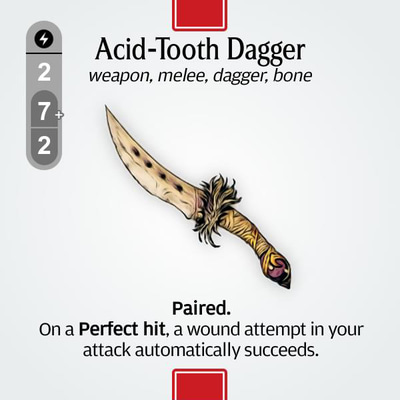 Acid-Tooth Dagger
weapon, melee, dagger, bone
2
7+
2
Paired.
On a Perfect hit, a wound attempt in your
attack automatically succeeds.